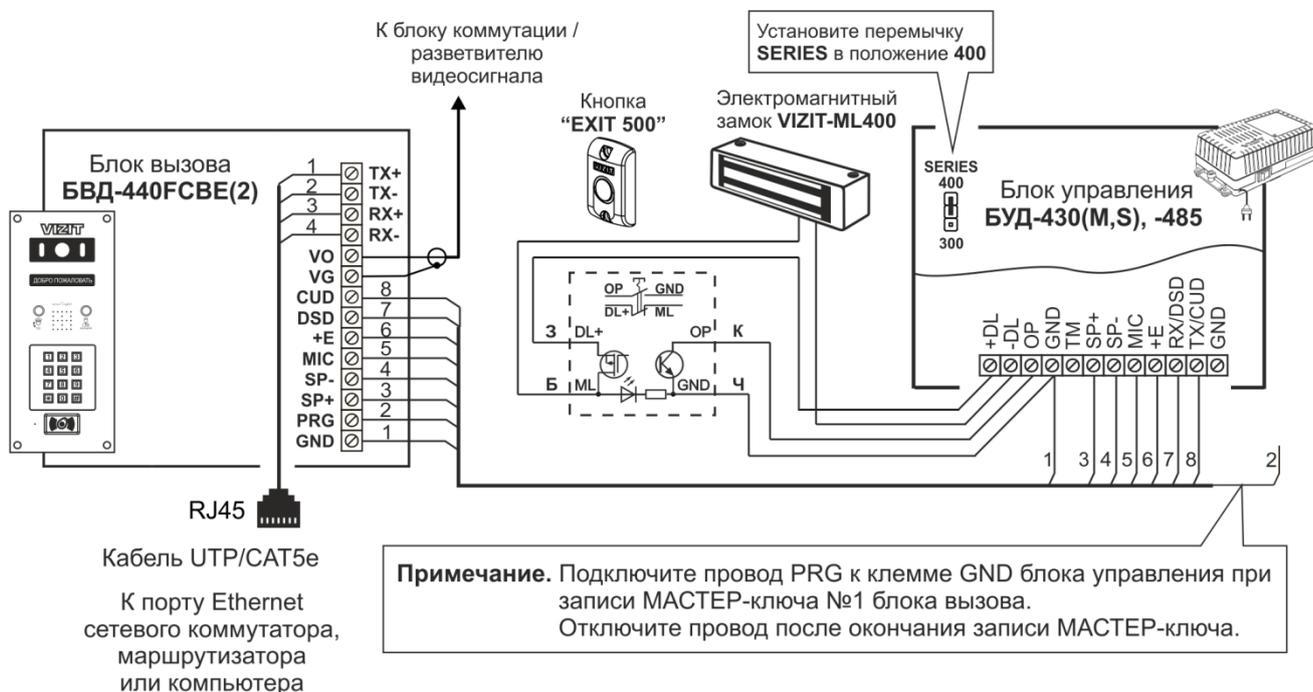 К блоку коммутации /
разветвителю
видеосигнала
Установите перемычку
SERIES в положение 400
Кнопка
“EXIT 500”
Электромагнитный
замок VIZIT-ML400
Блок вызова
БВД-440FCBE(2)
VIZIT
ДОБРО ПОЖАЛОВАТЬ
1 TX+
2 TX-
3 RX+
4 RX-
VO
VG
8 CUD
7 DSD
6 +E
5 MIC
4 SP-
3 SP+
2 PRG
1 GND
VIZIT
SERIES
400
300
Блок управления
БУД-430(M,S), -485
OP GND
DL+ ML
З DL+ OP К
Б ML GND Ч
+DL
-DL
OP
GND
TM
SP+
SP-
MIC
+E
RX/DSD
TX/CUD
GND
1 3 4 5 6 7 8 2
RJ45
Кабель UTP/CAT5e
К порту Ethernet
сетевого коммутатора,
маршрутизатора
или компьютера
Примечание. Подключите провод PRG к клемме GND блока управления при
записи МАСТЕР-ключа №1 блока вызова.
Отключите провод после окончания записи МАСТЕР-ключа.